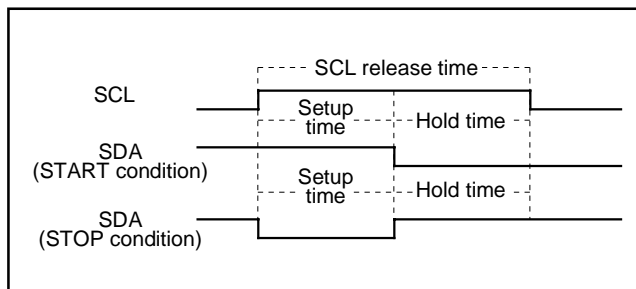 SCL release time
SCL
Setup
time
Hold time
SDA
(START condition)
Setup
time
Hold time
SDA
(STOP condition)